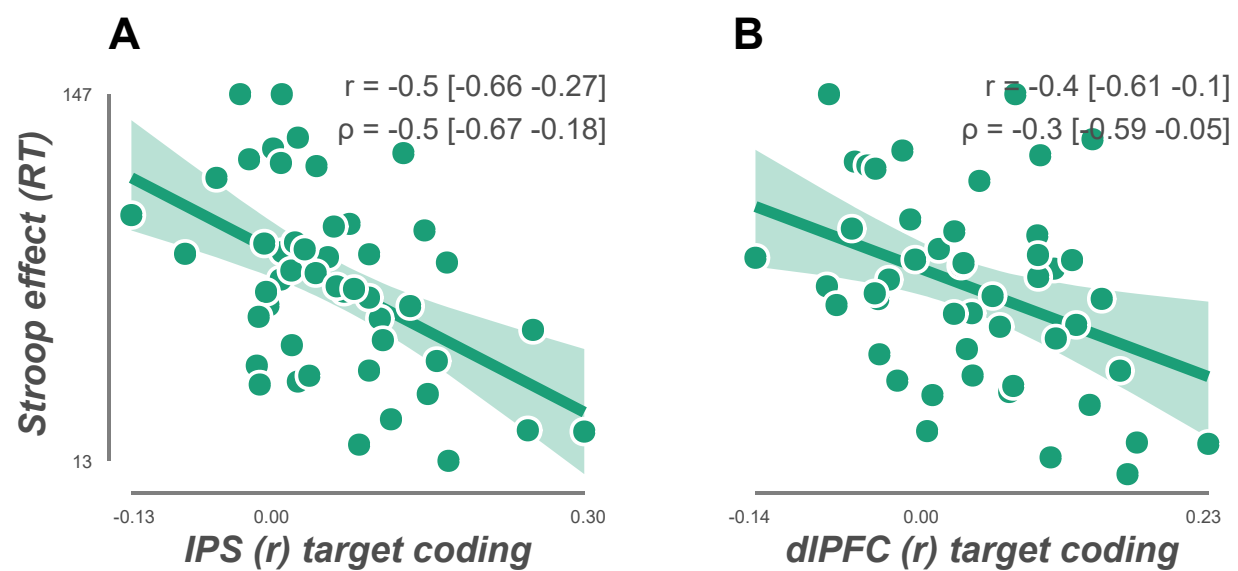 A
B
r = -0.5 [-0.66 -0.27]
ρ = -0.5 [-0.67 -0.18]
r = -0.4 [-0.61 -0.1]
ρ = -0.3 [-0.59 -0.05]
147
13
Stroop effect (RT)
-0.13 0.00 0.30
-0.14 0.00 0.23
IPS (r) target coding
dlPFC (r) target coding